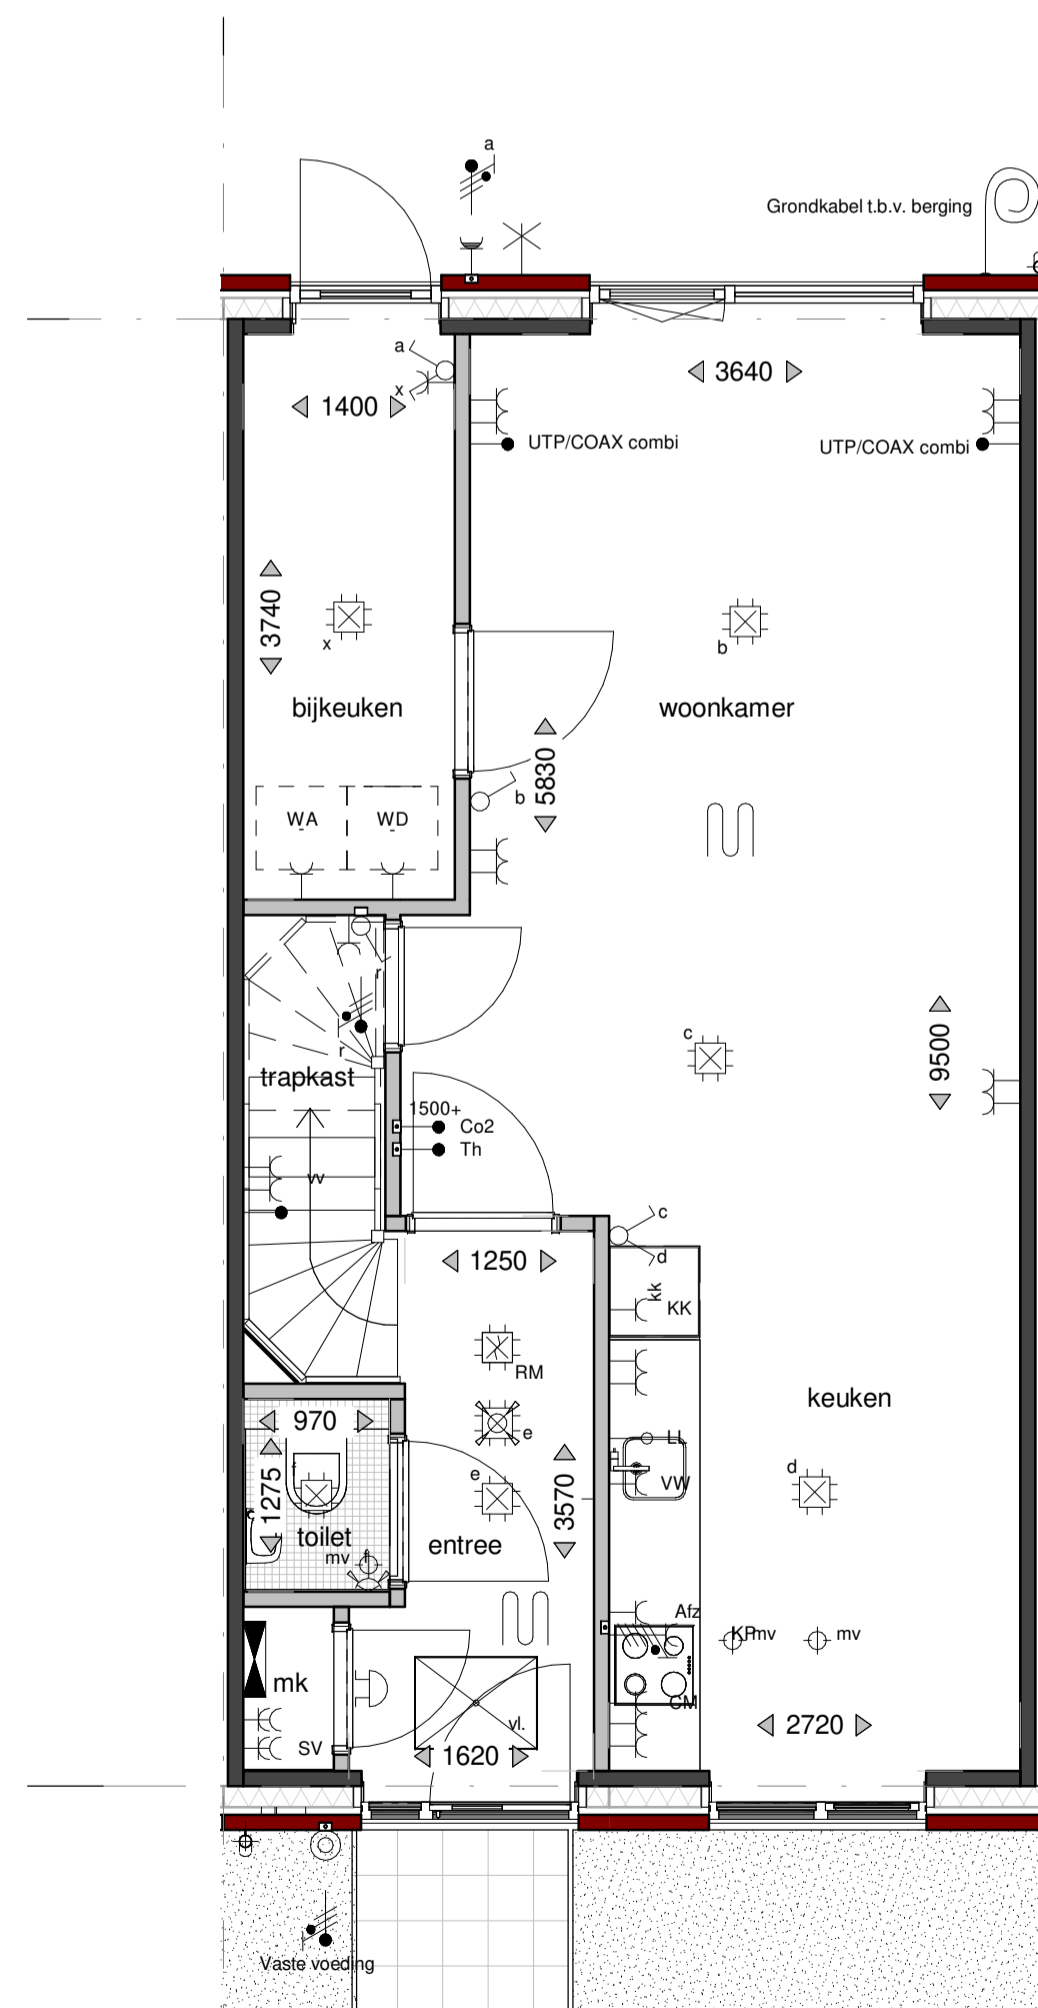 a
Grondkabel t.b.v. berging
a
x
1400
3640
UTP/COAX combi
UTP/COAX combi
3740
x
b
bijkeuken
woonkamer
5830
b
WA
WD
r
r
trapkast
c
9500
1500+
Co2
Th
vv
c
d
1250
kk
KK
RM
keuken
970
e
LL
1275
f
e
3570
VW
d
toilet
entree
mv
f
Afz
KP
mv
mv
mk
CM
vl.
2720
SV
1620
Vaste voeding